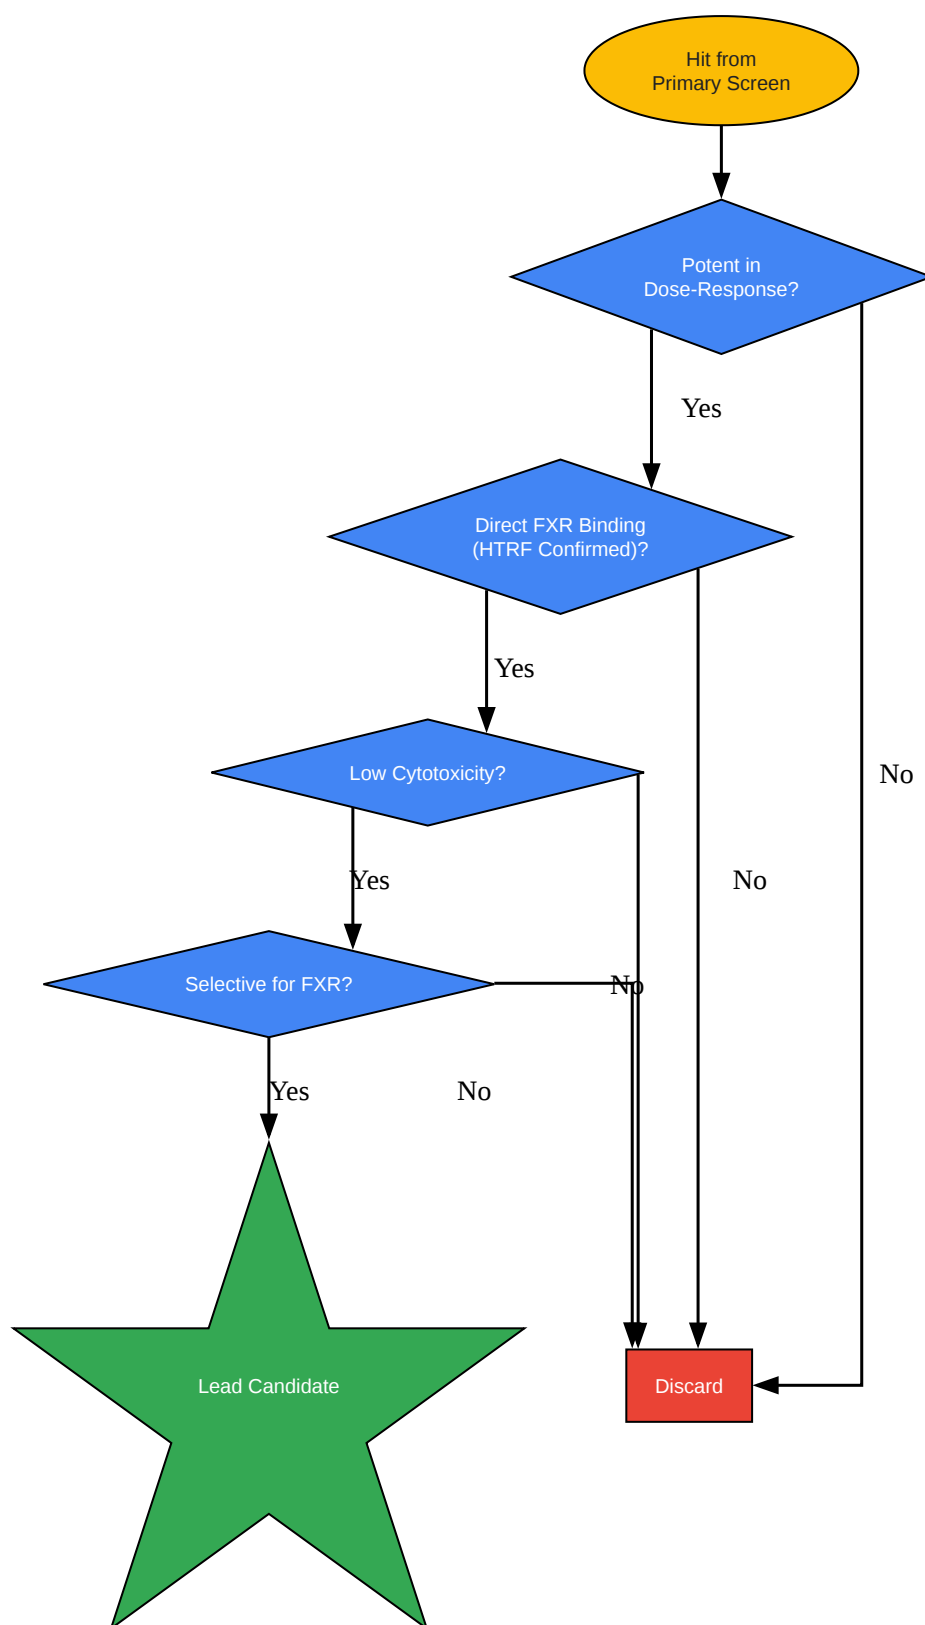 Hit from
Primary Screen
Potent in
Dose-Response?
Yes
Direct FXR Binding
(HTRF Confirmed)?
Yes
Low Cytotoxicity?
No
Yes
No
Selective for FXR?
No
Yes
No
Lead Candidate
Discard